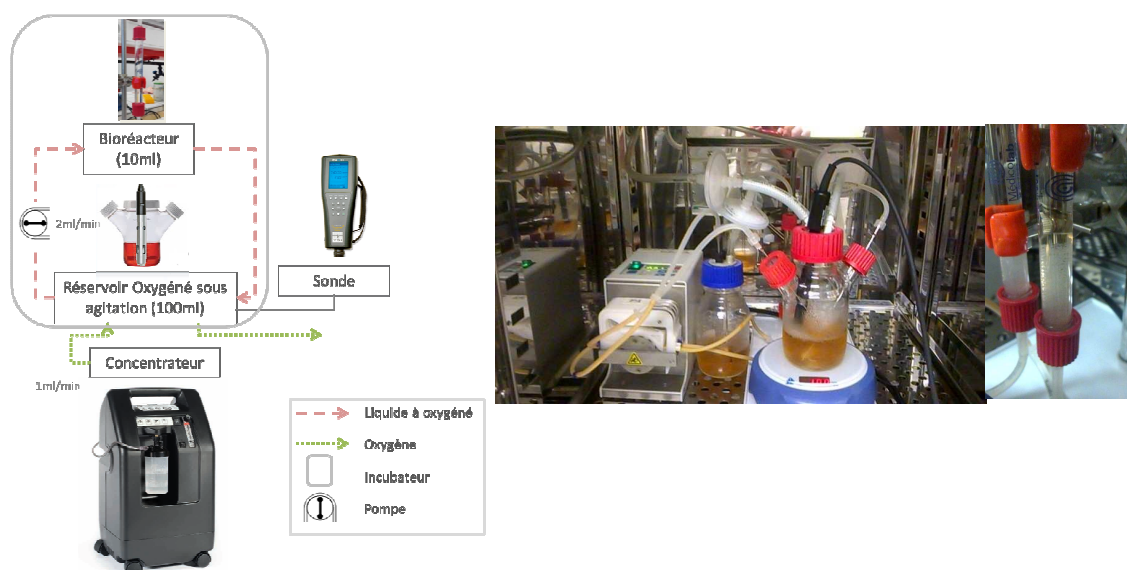 Bioréacteur
(10ml)
2ml/min
Réservoir Oxygéné sous
agitation (100ml)
Sonde
Concentrateur
1ml/min
Liquide à oxygéné
Oxygène
Incubateur
Pompe